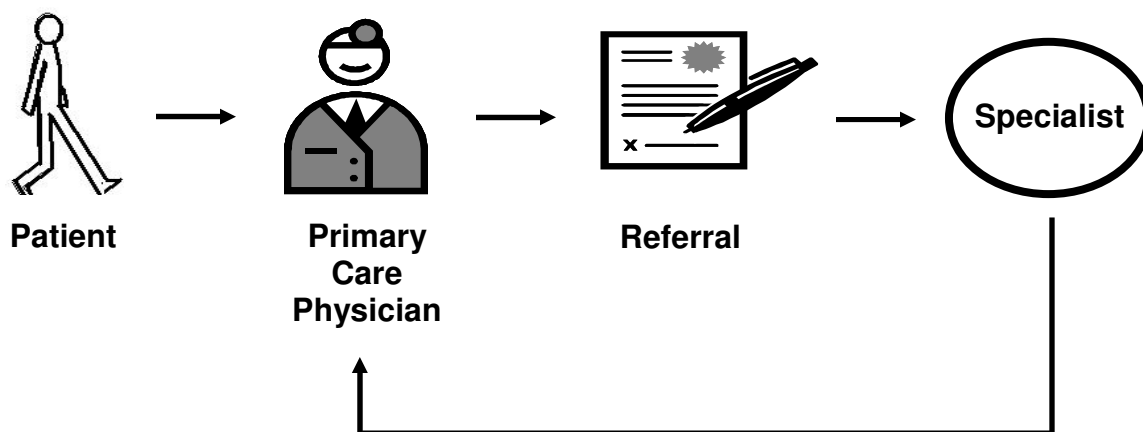 Specialist
Patient
Primary
Care
Physician
Referral
x